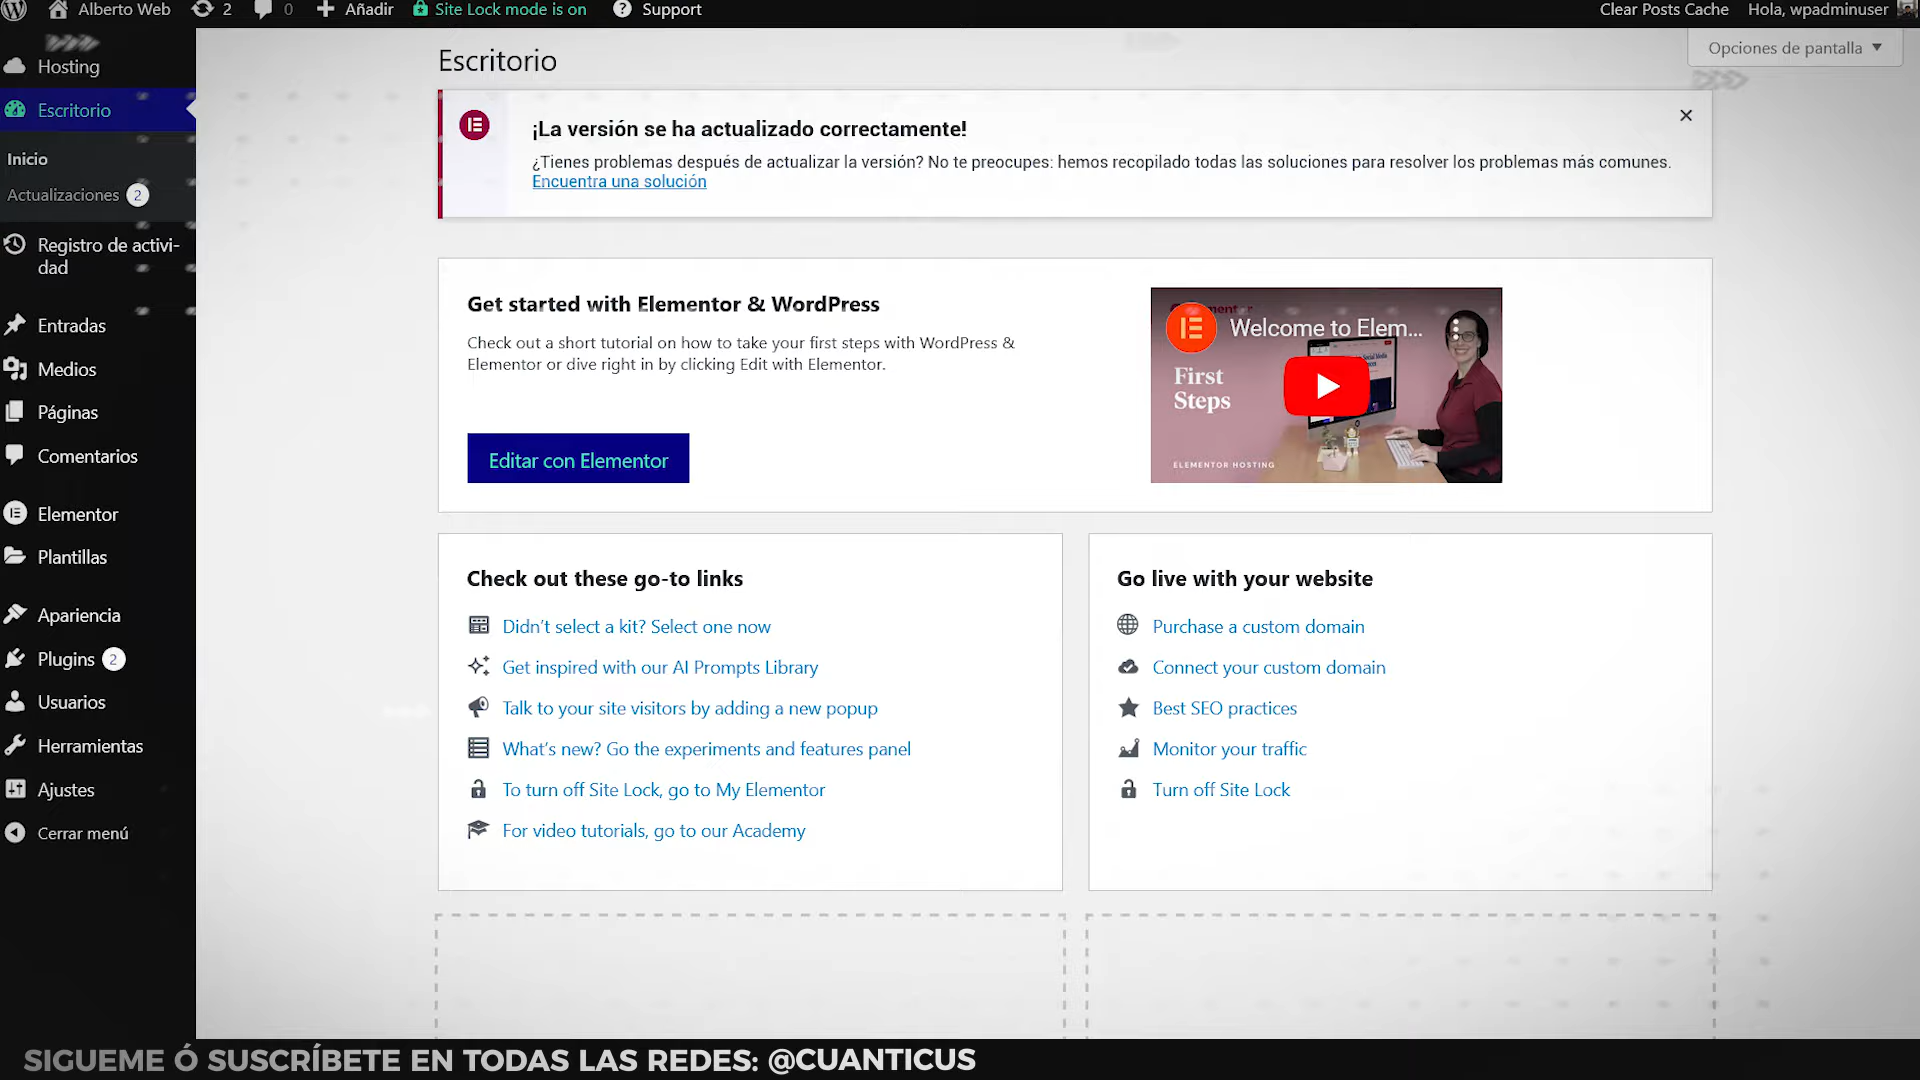 Alberto Web
2
0
Añadir
Site Lock mode is on
Support
Clear Posts Cache
Hola, wpadminuser
Hosting
Escritorio
Inicio
Actualizaciones 2
Registro de activi-
dad
Entradas
Medios
Páginas
Comentarios
Elementor
Plantillas
Apariencia
Plugins 2
Usuarios
Herramientas
Ajustes
Cerrar menú
Escritorio
Opciones de pantalla
¡La versión se ha actualizado correctamente!
¿Tienes problemas después de actualizar la versión? No te preocupes: hemos recopilado todas las soluciones para resolver los problemas más comunes.
Encuentra una solución
Get started with Elementor & WordPress
Check out a short tutorial on how to take your first steps with WordPress &
Elementor or dive right in by clicking Edit with Elementor.
Editar con Elementor
Welcome to Elem...
First
Steps
ELEMENTOR HOSTING
Check out these go-to links
Didn't select a kit? Select one now
Get inspired with our AI Prompts Library
Talk to your site visitors by adding a new popup
What's new? Go the experiments and features panel
To turn off Site Lock, go to My Elementor
For video tutorials, go to our Academy
Go live with your website
Purchase a custom domain
Connect your custom domain
Best SEO practices
Monitor your traffic
Turn off Site Lock
SIGUEME Ó SUSCRÍBETE EN TODAS LAS REDES: @CUANTICUS